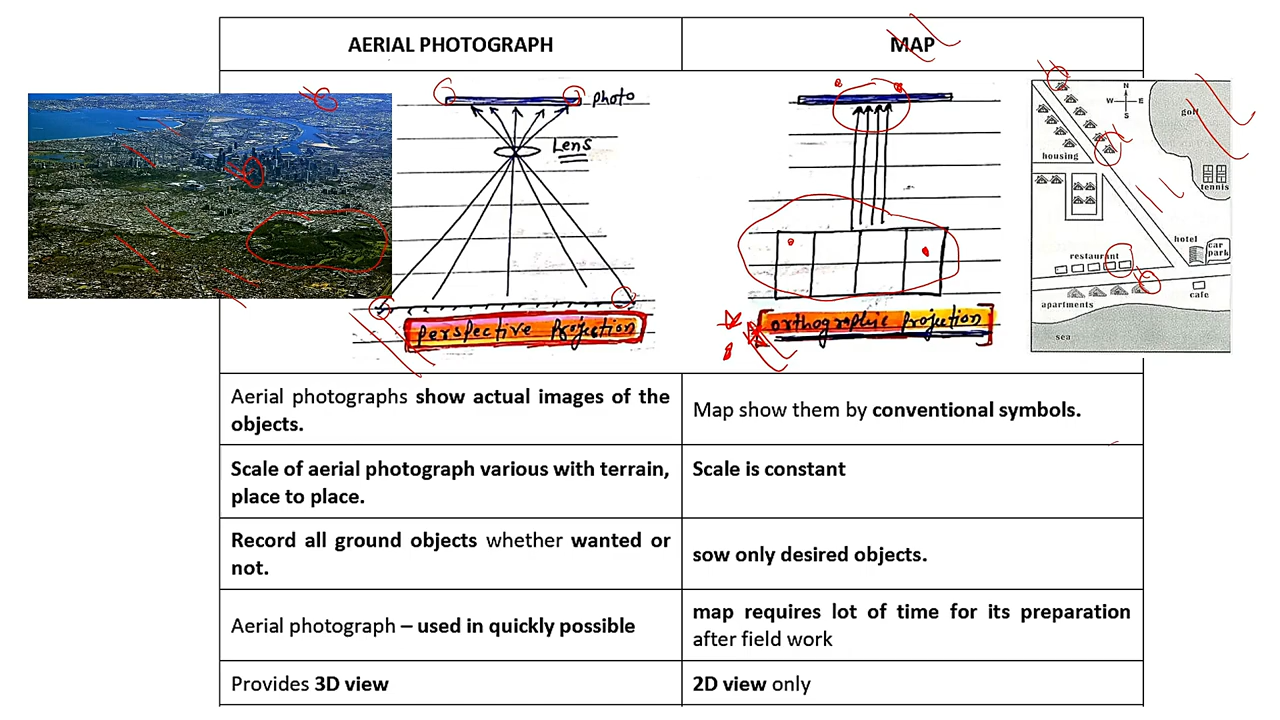 AERIAL PHOTOGRAPH
MAP
photo
Lens
perspective projection
orthographic projection
N
W E
S
golf
housing
tennis
hotel
car
park
restaurant
cafe
apartments
sea
Aerial photographs show actual images of the
objects.
Map show them by conventional symbols.
Scale of aerial photograph various with terrain,
place to place.
Scale is constant
Record all ground objects whether wanted or
not.
sow only desired objects.
Aerial photograph – used in quickly possible
map requires lot of time for its preparation
after field work
Provides 3D view
2D view only